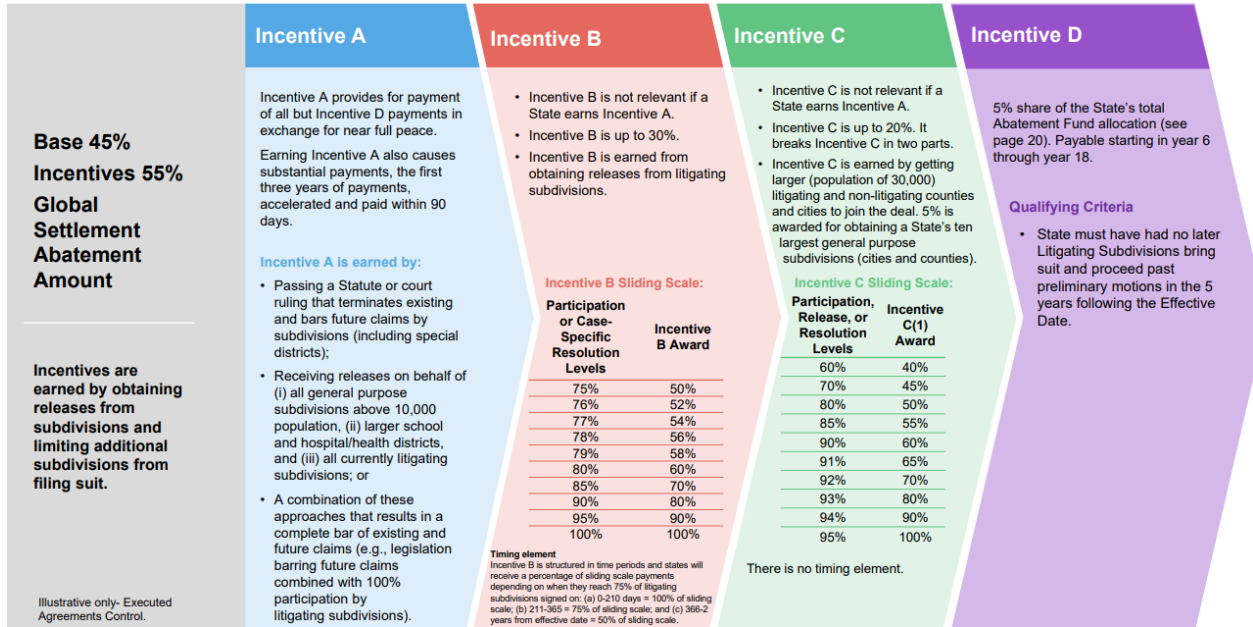 Base 45%
Incentives 55%
Global
Settlement
Abatement
Amount
Incentives are
earned by obtaining
releases from
subdivisions and
limiting additional
subdivisions from
filing suit.
Illustrative only- Executed
Agreements Control.
Incentive A
Incentive A provides for payment
of all but Incentive D payments in
exchange for near full peace.
Earning Incentive A also causes
substantial payments, the first
three years of payments,
accelerated and paid within 90
days.
Incentive A is earned by:
• Passing a Statute or court
ruling that terminates existing
and bars future claims by
subdivisions (including special
districts);
• Receiving releases on behalf of
(i) all general purpose
subdivisions above 10,000
population, (ii) larger school
and hospital/health districts,
and (iii) all currently litigating
subdivisions; or
• A combination of these
approaches that results in a
complete bar of existing and
future claims (e.g., legislation
barring future claims
combined with 100%
participation by
litigating subdivisions).
Incentive B
• Incentive B is not relevant if a
State earns Incentive A.
• Incentive B is up to 30%.
• Incentive B is earned from
obtaining releases from litigating
subdivisions.
Incentive B Sliding Scale:
Participation
or Case-
Specific
Resolution
Levels
Incentive
B Award
75% 50%
76% 52%
77% 54%
78% 56%
79% 58%
80% 60%
85% 70%
90% 80%
95% 90%
100% 100%
Timing element
Incentive B is structured in time periods and states will
receive a percentage of sliding scale payments
depending on when they reach 75% of litigating
subdivisions signed on: (a) 0-210 days = 100% of sliding
scale; (b) 211-365 = 75% of sliding scale; and (c) 366-2
years from effective date = 50% of sliding scale.
Incentive C
• Incentive C is not relevant if a
State earns Incentive A.
• Incentive C is up to 20%. It
breaks Incentive C in two parts.
• Incentive C is earned by getting
larger (population of 30,000)
litigating and non-litigating counties
and cities to join the deal. 5% is
awarded for obtaining a State's ten
largest general purpose
subdivisions (cities and counties).
Incentive C Sliding Scale:
Participation,
Release, or
Resolution
Levels
Incentive
C(1)
Award
60% 40%
70% 45%
80% 50%
85% 55%
90% 60%
91% 65%
92% 70%
93% 80%
94% 90%
95% 100%
There is no timing element.
Incentive D
5% share of the State's total
Abatement Fund allocation (see
page 20). Payable starting in year 6
through year 18.
Qualifying Criteria
• State must have had no later
Litigating Subdivisions bring
suit and proceed past
preliminary motions in the 5
years following the Effective
Date.